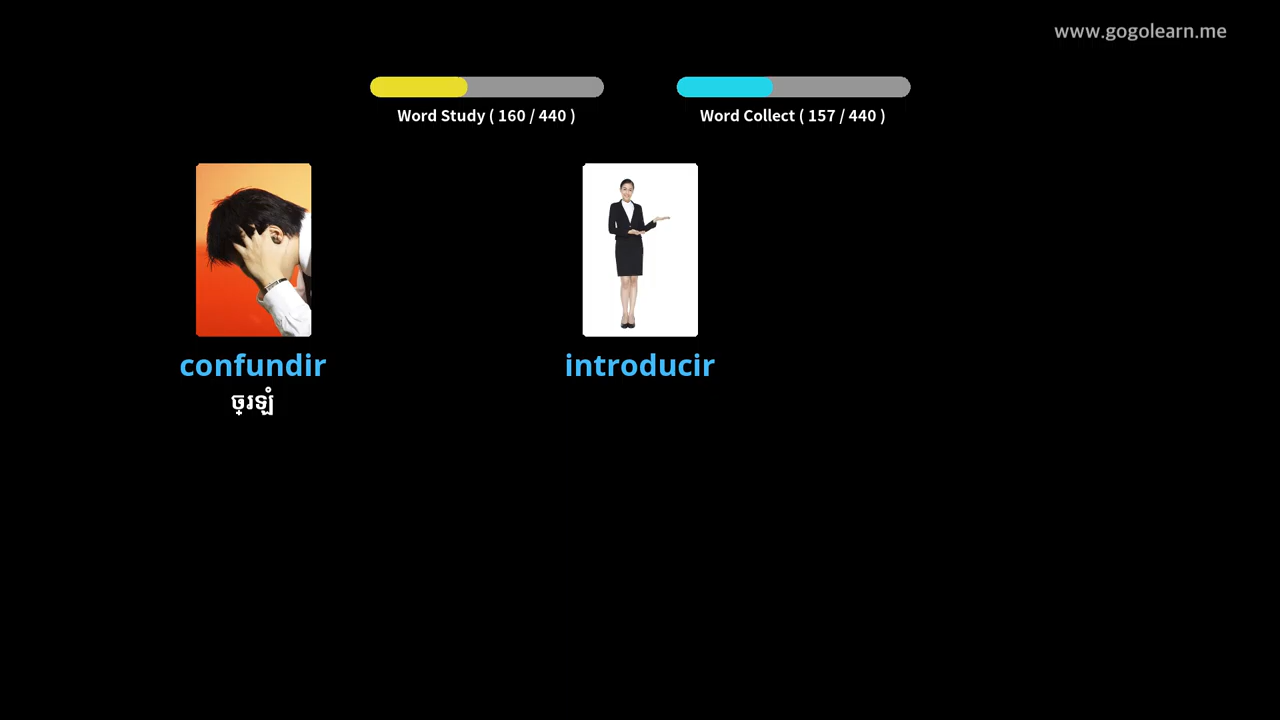 www.gogolearn.me
Word Study ( 160 / 440 )
Word Collect ( 157 / 440 )
confundir
introducir
ច្រឡំ